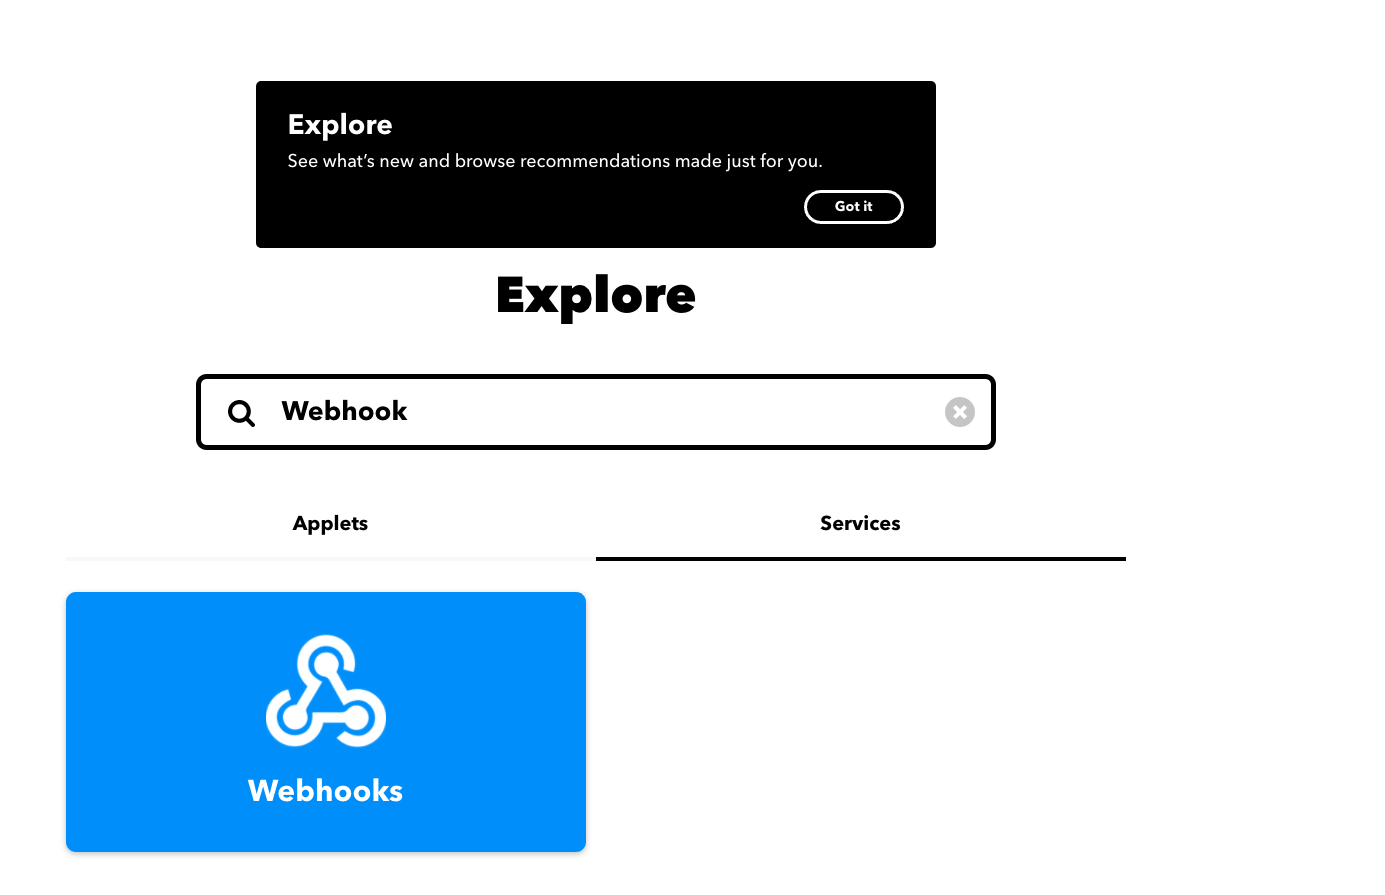 Explore
See what’s new and browse recommendations made just for you.
Got it
Explore
Webhook
Applets
Services
Webhooks